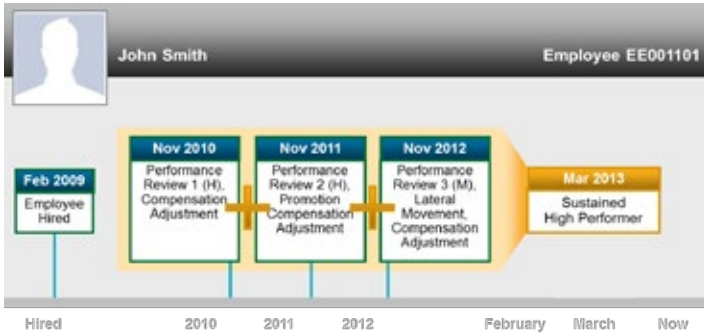 John Smith
Employee EE001101
Feb 2009
Employee
Hired
Nov 2010
Performance
Review 1 (H),
Compensation
Adjustment
Nov 2011
Performance
Review 2 (H),
Promotion
Compensation
Adjustment
Nov 2012
Performance
Review 3 (M),
Lateral
Movement,
Compensation
Adjustment
Mar 2013
Sustained
High Performer
Hired 2010 2011 2012 February March Now